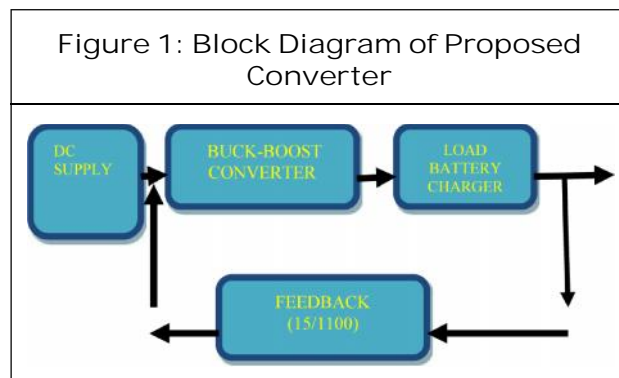 Figure 1: Block Diagram of Proposed
Converter
DC
SUPPLY
BUCK-BOOST
CONVERTER
LOAD
BATTERY
CHARGER
FEEDBACK
(15/1100)